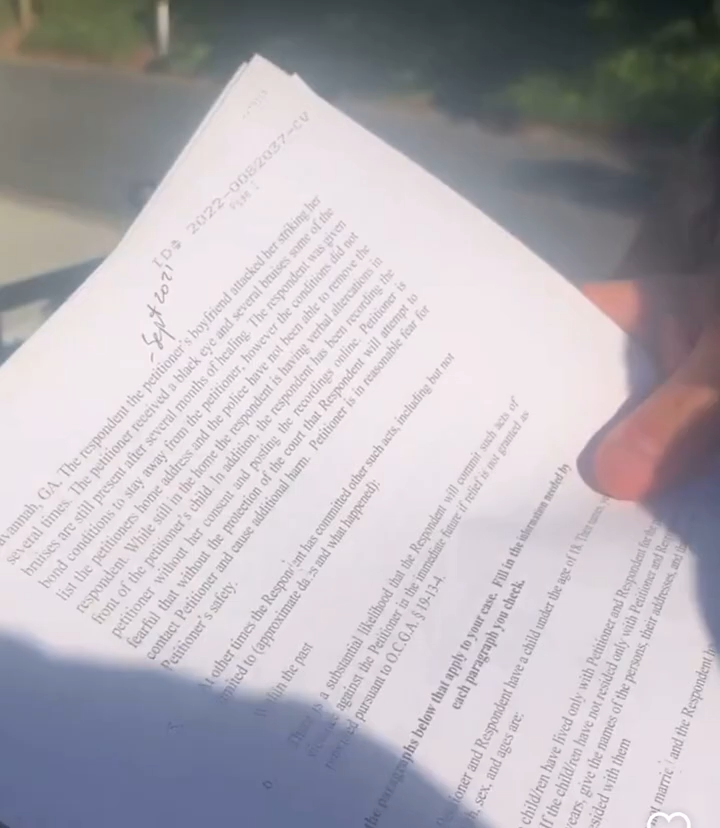 ID# 2022-0082037-CV
- Sept 2021
Savannah, GA. The respondent the petitioner's boyfriend attacked her striking her
several times. The petitioner received a black eye and several bruises some of the
bruises are still present after several months of healing. The respondent was given
bond conditions to stay away from the petitioner, however the conditions did not
list the petitioners home address and the police have not been able to remove the
respondent. While still in the home the respondent is having verbal altercations in
front of the petitioner's child. In addition, the respondent has been recording the
petitioner without her consent and posting the recordings online. Petitioner is
fearful that without the protection of the court that Respondent will attempt to
contact Petitioner and cause additional harm. Petitioner is in reasonable fear for
Petitioner's safety.
At other times the Respondent has committed other such acts, including but not
limited to (approximate dates and what happened):
Within the past
b
There is a substantial likelihood that the Respondent will commit such acts of
violence against the Petitioner in the immediate future if relief is not granted as
provided pursuant to O.C.G.A. § 19-13-4.
the paragraphs below that apply to your case. Fill in the information needed by
each paragraph you check.
Petitioner and Respondent have a child under the age of 18. Then
sex, and ages are:
child/ren have lived only with Petitioner and Respondent for the
If the child/ren have not resided only with Petitioner and
years, give the names of the persons, their addresses, and
resided with them
married and the Respondent